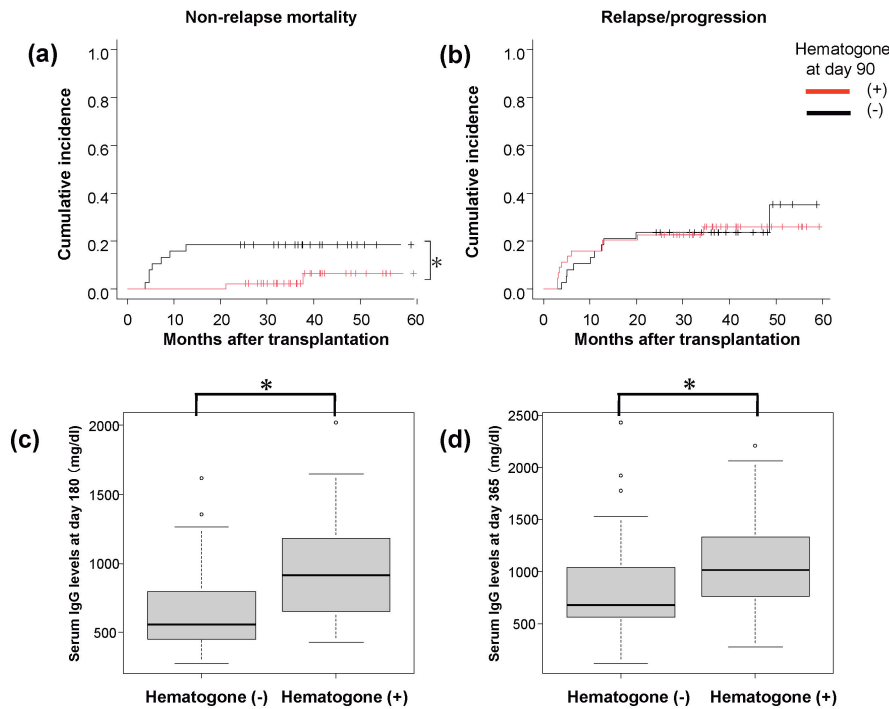 Non-relapse mortality
Relapse/progression
(a)
1.0
0.8
0.6
0.4
0.2
0.0
Cumulative incidence
*
0 10 20 30 40 50 60
Months after transplantation
(b)
1.0
0.8
0.6
0.4
0.2
0.0
Cumulative incidence
0 10 20 30 40 50 60
Months after transplantation
Hematogone
at day 90
(+)
(-)
(c)
*
2000
1500
1000
500
Serum IgG levels at day 180 (mg/dl)
Hematogone (-) Hematogone (+)
(d)
*
2500
2000
1500
1000
500
Serum IgG levels at day 365 (mg/dl)
Hematogone (-) Hematogone (+)